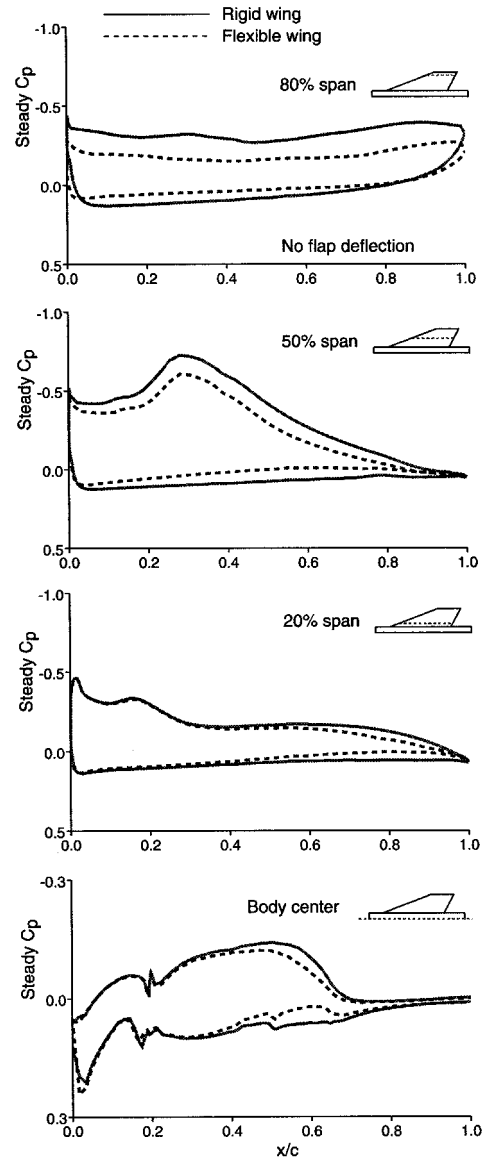 Rigid wing
Flexible wing
-1.0
80% span
-0.5
Steady Cp
0.0
No flap deflection
0.5
0.0 0.2 0.4 0.6 0.8 1.0
-1.0
50% span
-0.5
Steady Cp
0.0
0.5
0.0 0.2 0.4 0.6 0.8 1.0
-1.0
20% span
-0.5
Steady Cp
0.0
0.5
0.0 0.2 0.4 0.6 0.8 1.0
-0.3
Body center
Steady Cp
0.0
0.3
0.0 0.2 0.4 0.6 0.8 1.0
x/c